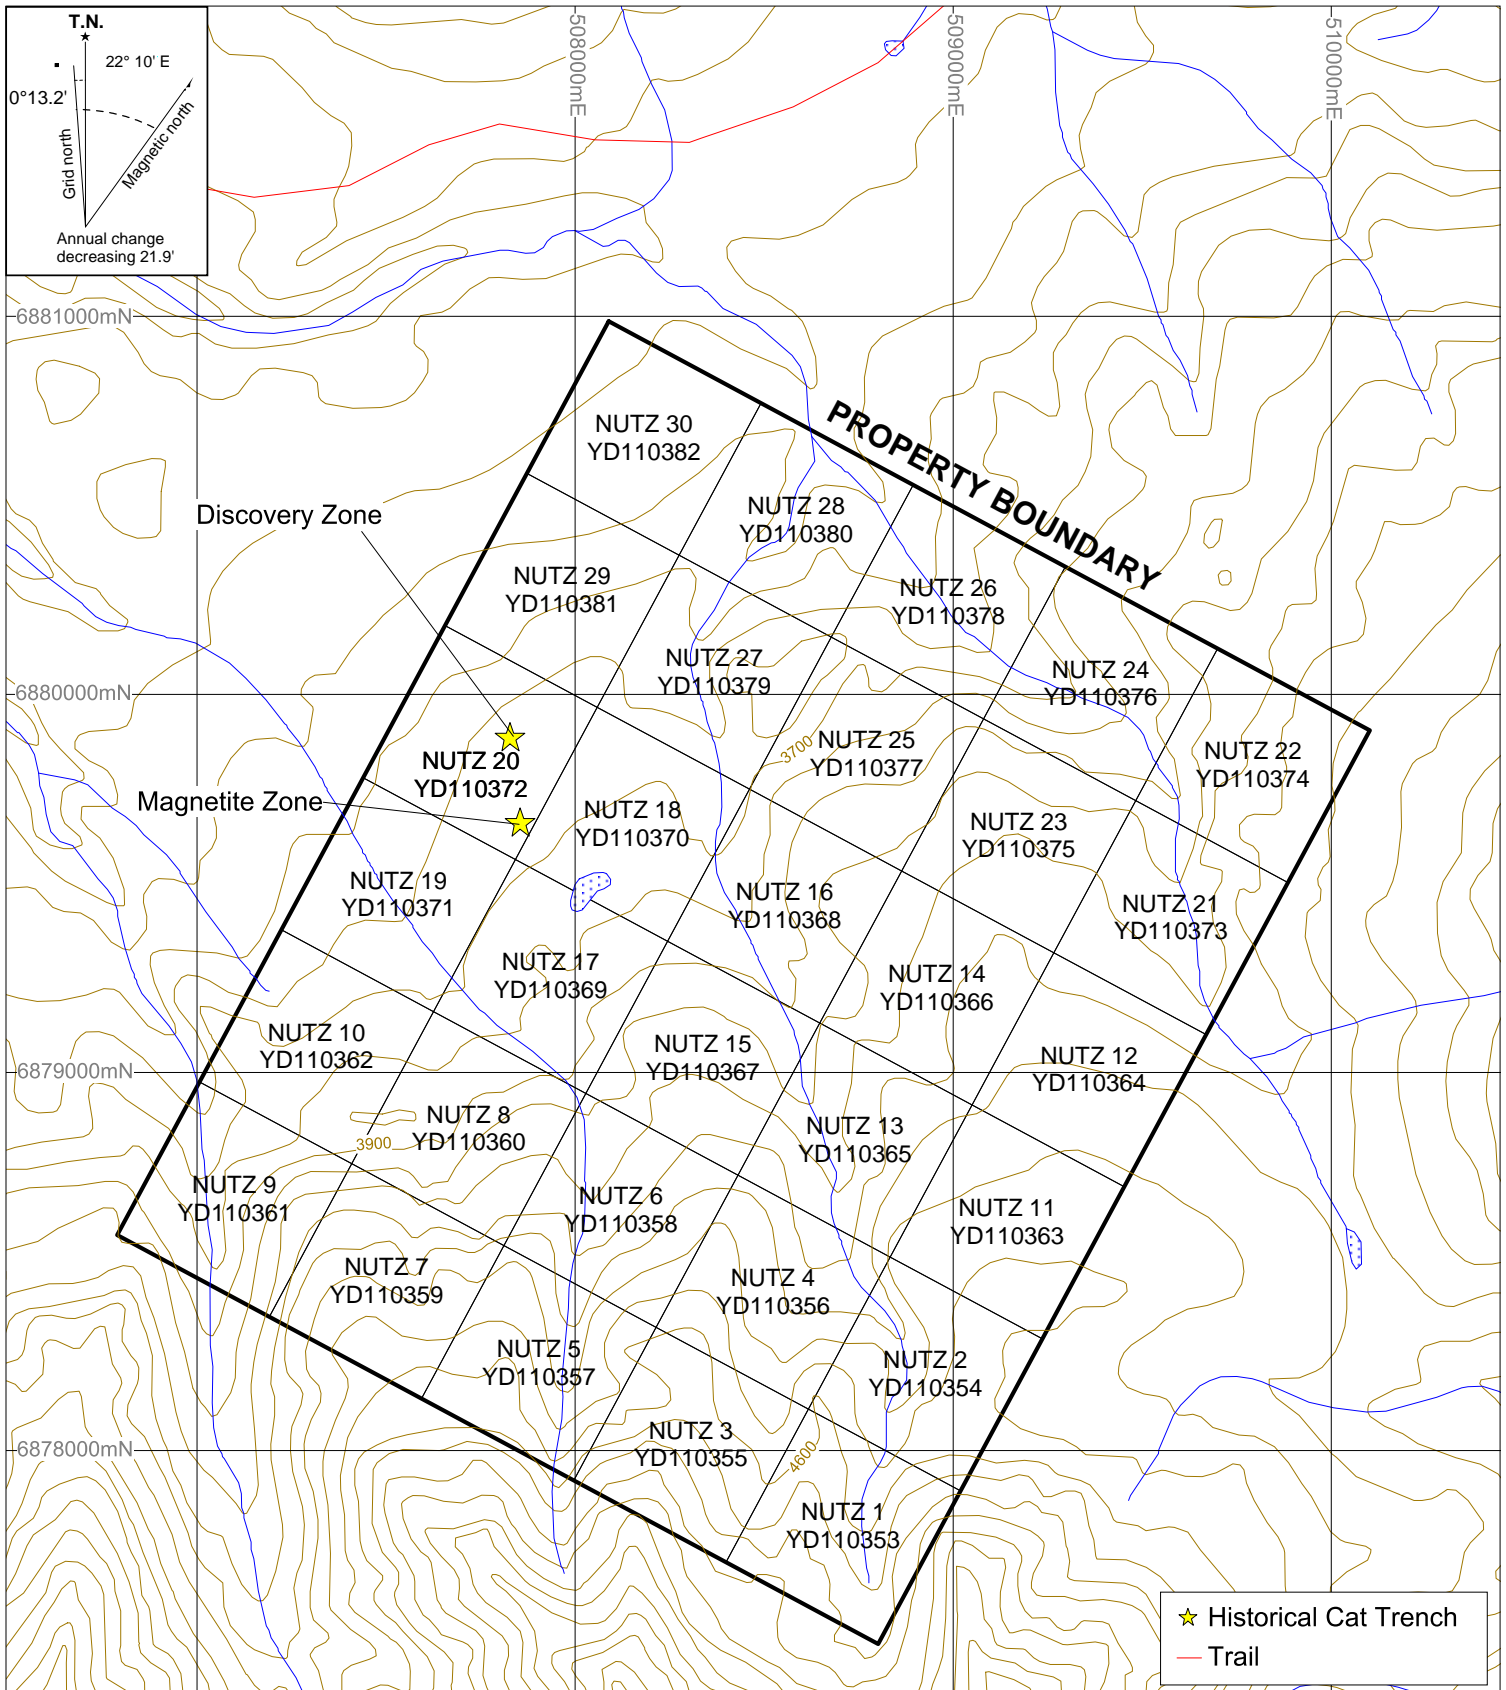 T.N.
22° 10' E
0°13.2'
Grid north
Magnetic north
Annual change
decreasing 21.9'
508000mE
509000mE
510000mE
6881000mN
PROPERTY BOUNDARY
NUTZ 30
YD110382
Discovery Zone
NUTZ 28
YD110380
NUTZ 29
YD110381
NUTZ 26
YD110378
NUTZ 27
YD110379
NUTZ 24
YD110376
6880000mN
NUTZ 25
YD110377
3700
NUTZ 22
YD110374
NUTZ 20
YD110372
Magnetite Zone
NUTZ 18
YD110370
NUTZ 23
YD110375
NUTZ 19
YD110371
NUTZ 16
YD110368
NUTZ 21
YD110373
NUTZ 17
YD110369
NUTZ 14
YD110366
NUTZ 10
YD110362
NUTZ 15
YD110367
NUTZ 12
YD110364
6879000mN
NUTZ 8
YD110360
3900
NUTZ 13
YD110365
NUTZ 9
YD110361
NUTZ 6
YD110358
NUTZ 11
YD110363
NUTZ 7
YD110359
NUTZ 4
YD110356
NUTZ 5
YD110357
NUTZ 2
YD110354
NUTZ 3
YD110355
6878000mN
4600
NUTZ 1
YD110353
Historical Cat Trench
Trail